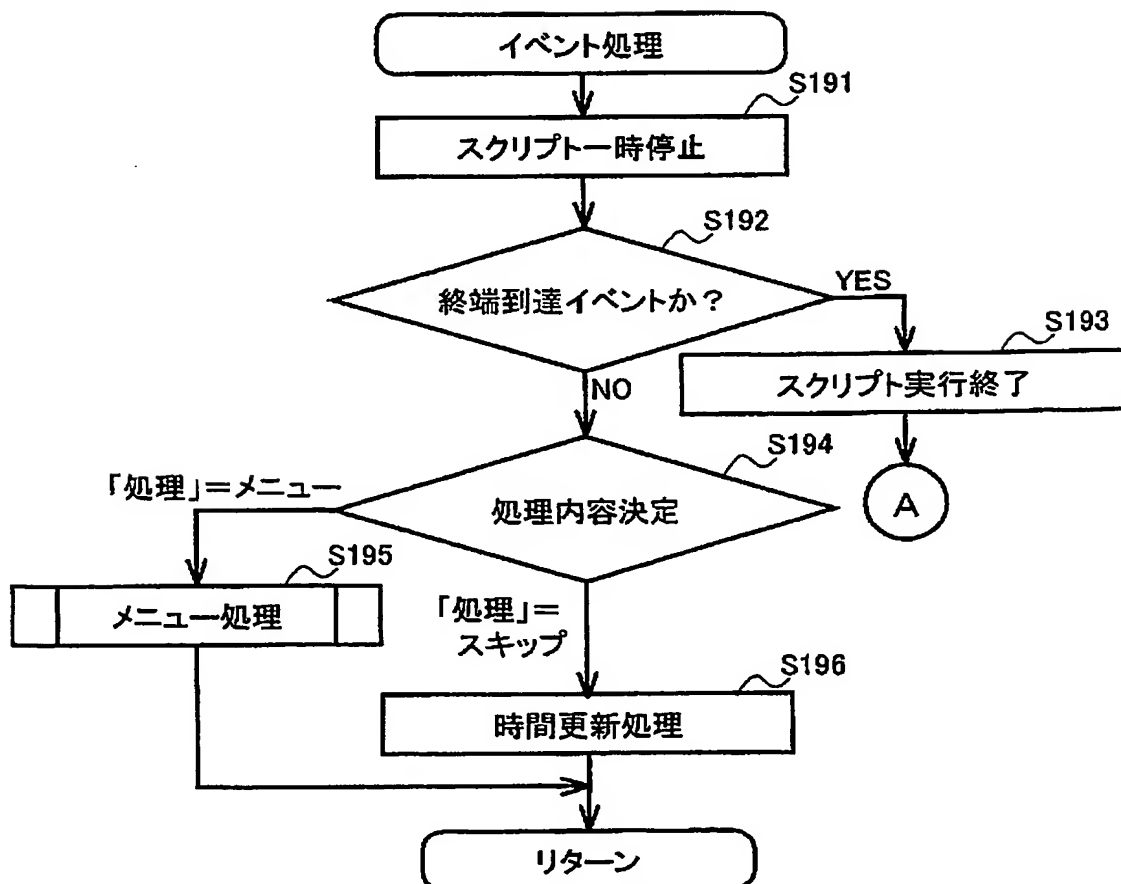 イベント処理
S191
スクリプト一時停止
S192
終端到達イベントか？
YES
S193
スクリプト実行終了
NO
A
S194
処理内容決定
「処理」＝メニュー
S195
メニュー処理
「処理」＝
スキップ
S196
時間更新処理
リターン